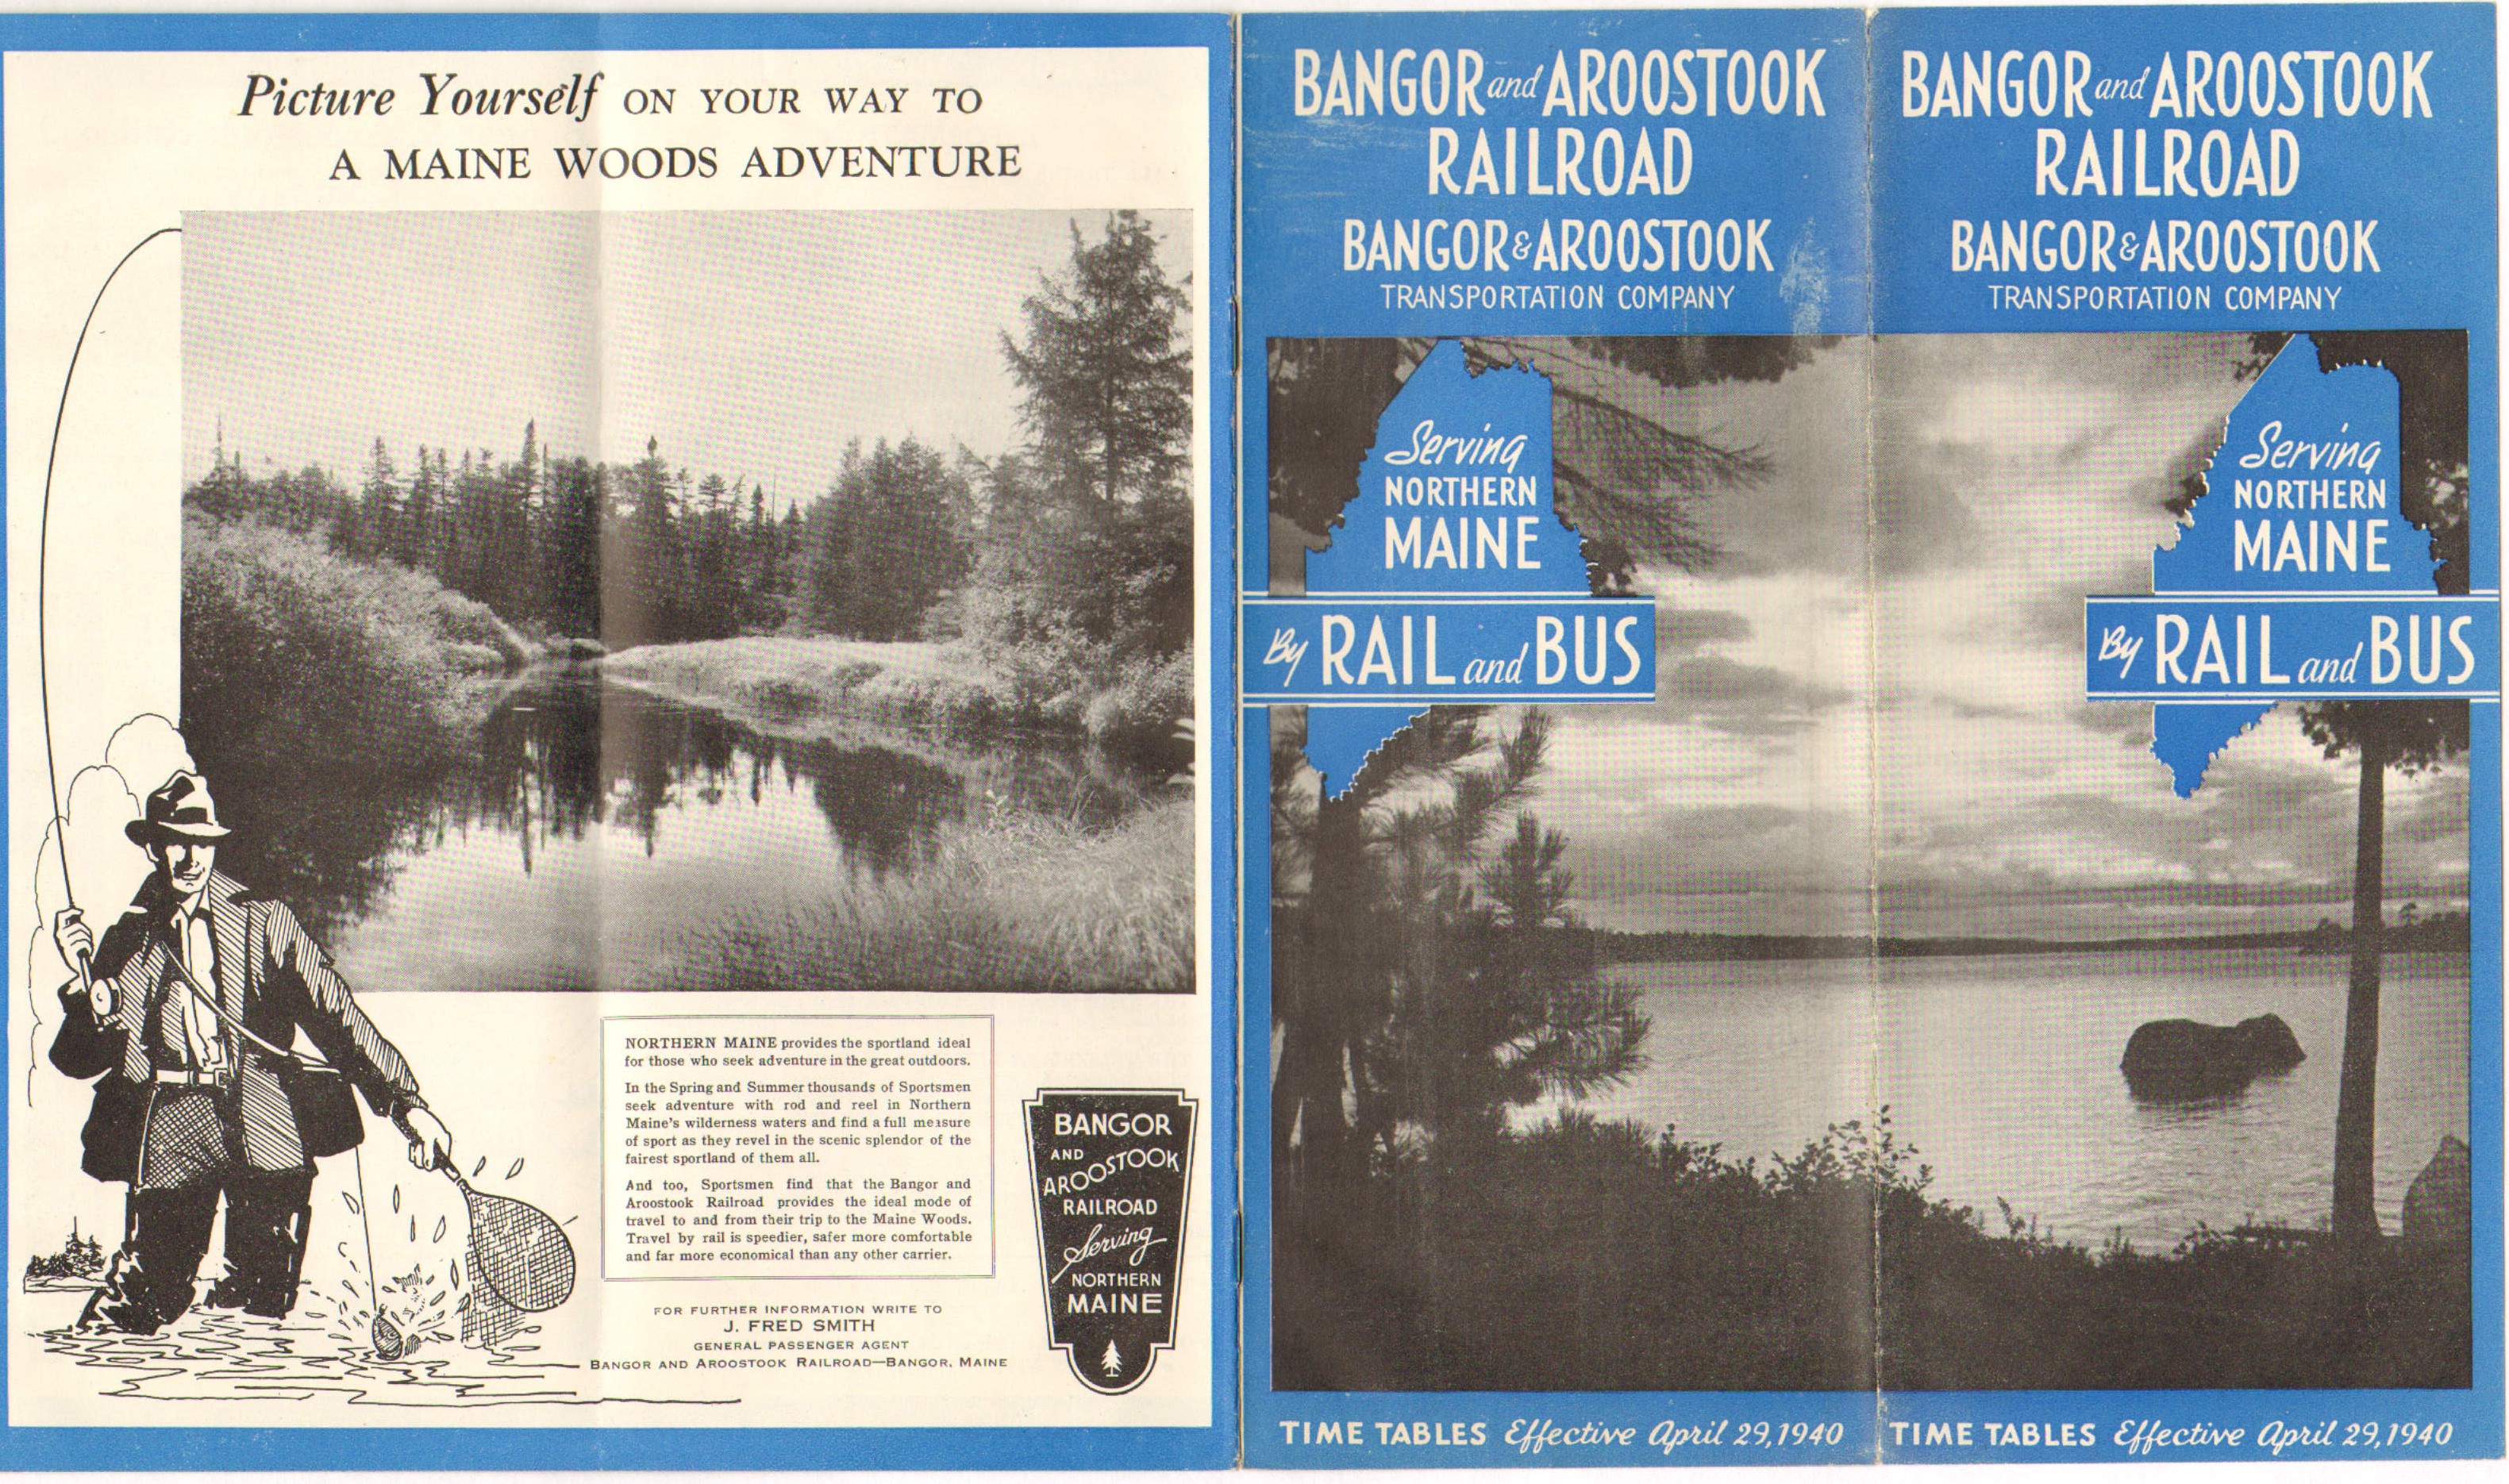 Picture Yourself ON YOUR WAY TO
A MAINE WOODS ADVENTURE
NORTHERN MAINE provides the sportland ideal
for those who seek adventure in the great outdoors.
In the Spring and Summer thousands of Sportsmen
seek adventure with rod and reel in Northern
Maine's wilderness waters and find a full measure
of sport as they revel in the scenic splendor of the
fairest sportland of them all.
And too, Sportsmen find that the Bangor and
Aroostook Railroad provides the ideal mode of
travel to and from their trip to the Maine Woods.
Travel by rail is speedier, safer more comfortable
and far more economical than any other carrier.
FOR FURTHER INFORMATION WRITE TO
J. FRED SMITH
GENERAL PASSENGER AGENT
BANGOR AND AROOSTOOK RAILROAD—BANGOR, MAINE
BANGOR
AND
AROOSTOOK
RAILROAD
Serving
NORTHERN
MAINE
BANGOR and AROOSTOOK
RAILROAD
BANGOR & AROOSTOOK
TRANSPORTATION COMPANY
Serving
NORTHERN
MAINE
By RAIL and BUS
TIME TABLES Effective April 29, 1940
BANGOR and AROOSTOOK
RAILROAD
BANGOR & AROOSTOOK
TRANSPORTATION COMPANY
Serving
NORTHERN
MAINE
By RAIL and BUS
TIME TABLES Effective April 29, 1940